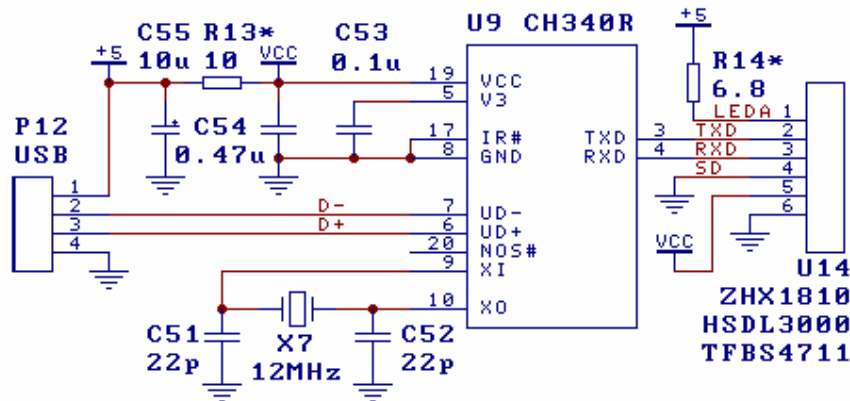 U9 CH340R
C55 R13* VCC C53
+5 10u 10 0.1u
+5
R14*
6.8
P12
USB
C54
0.47u
19 VCC
5 V3
17 IR#
8 GND
TXD 3
RXD 4
LEDA 1
TXD 2
RXD 3
SD 4
5
6
VCC
1
2 D- 7 UD-
3 D+ 6 UD+
4 20 NOS#
9 XI
10 XO
C51
22p
X7
12MHz
C52
22p
U14
ZHX1810
HSDL3000
TFBS4711